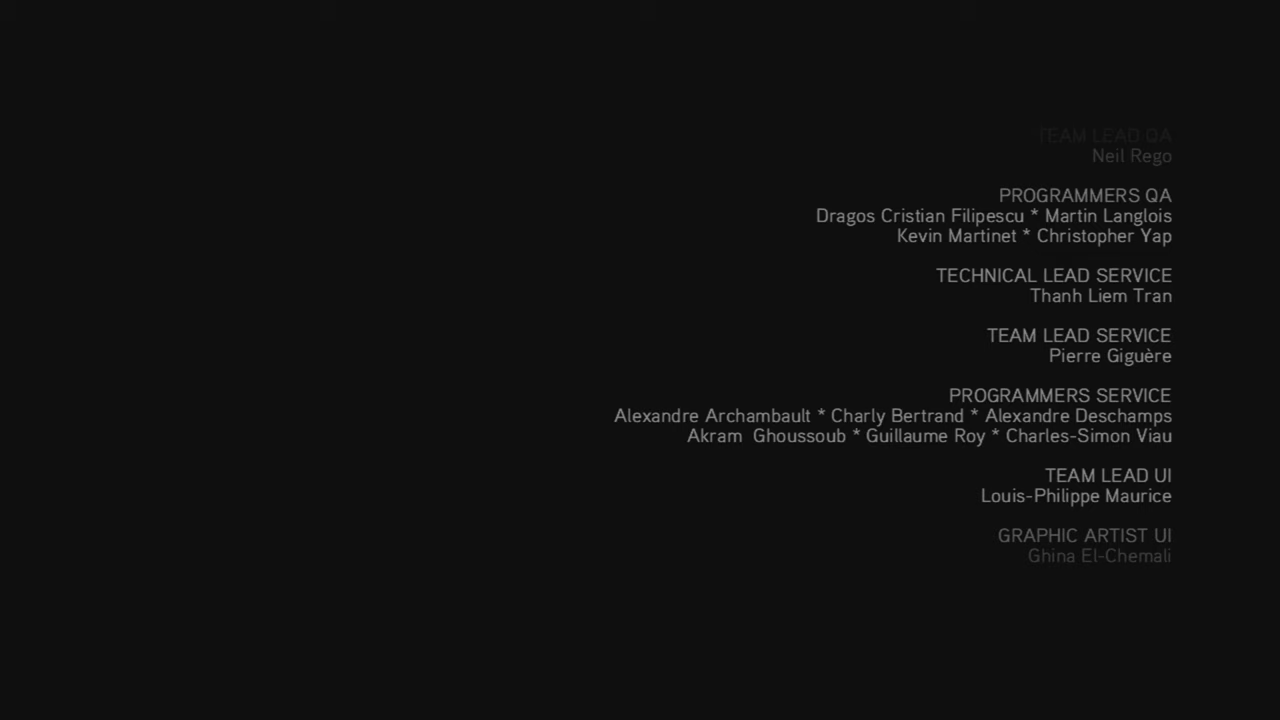 TEAM LEAD QA
Neil Rego
PROGRAMMERS QA
Dragos Cristian Filipescu * Martin Langlois
Kevin Martinet * Christopher Yap
TECHNICAL LEAD SERVICE
Thanh Liem Tran
TEAM LEAD SERVICE
Pierre Giguère
PROGRAMMERS SERVICE
Alexandre Archambault * Charly Bertrand * Alexandre Deschamps
Akram  Ghoussoub * Guillaume Roy * Charles-Simon Viau
TEAM LEAD UI
Louis-Philippe Maurice
GRAPHIC ARTIST UI
Ghina El-Chemali